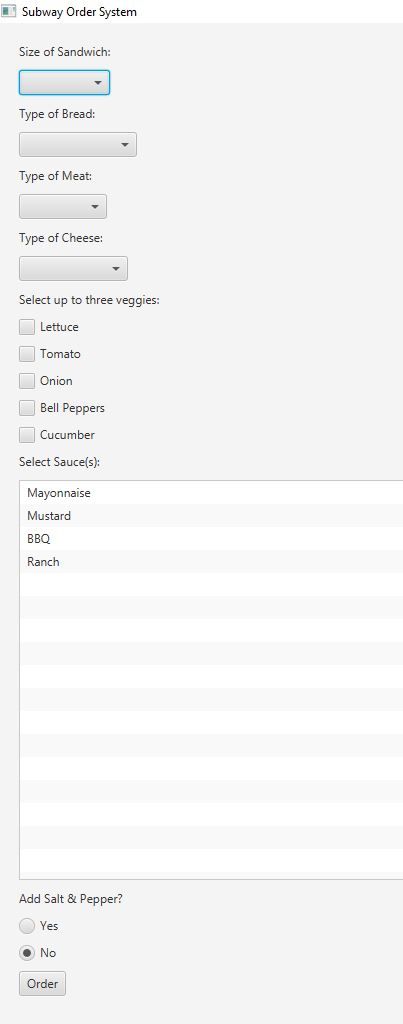 Subway Order System
Size of Sandwich:
Type of Bread:
Type of Meat:
Type of Cheese:
Select up to three veggies:
Lettuce
Tomato
Onion
Bell Peppers
Cucumber
Select Sauce(s):
Mayonnaise
Mustard
BBQ
Ranch
Add Salt & Pepper?
Yes
No
Order